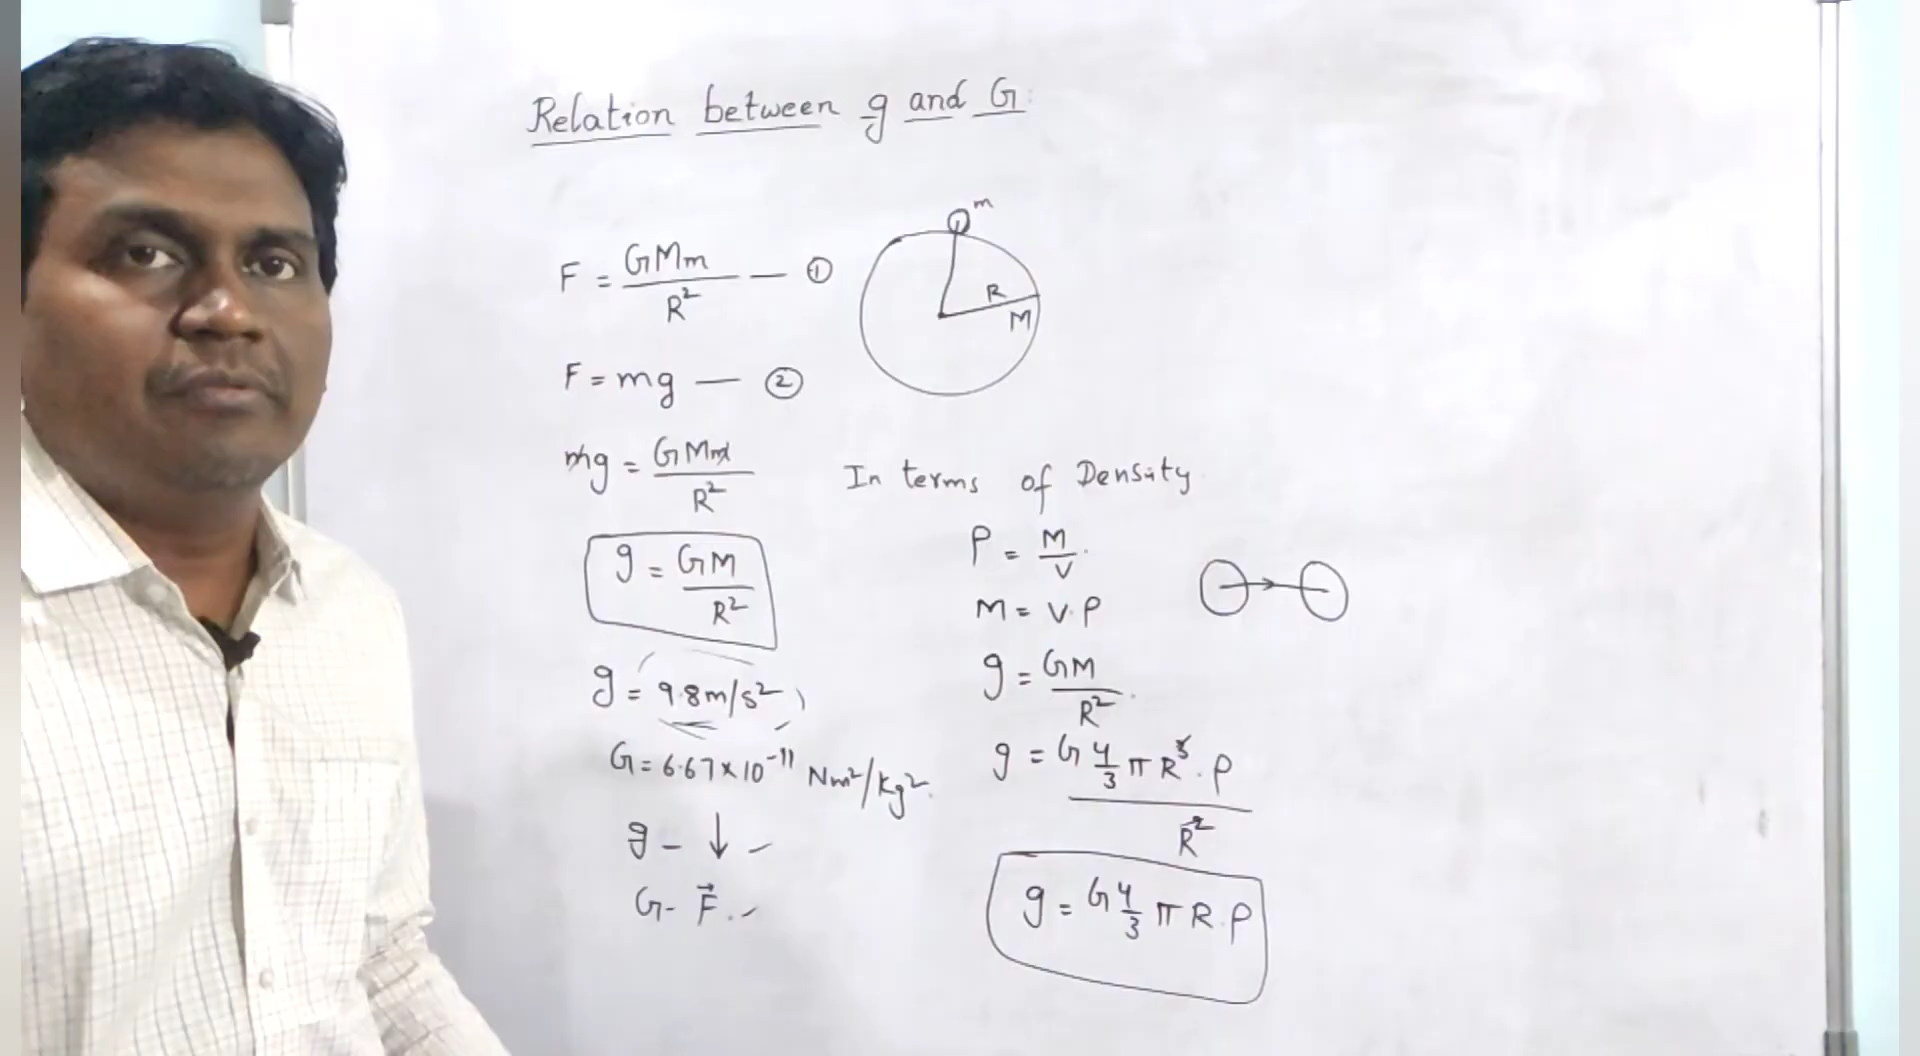 Relation between g and G
m
F = GMm/R² — ①
R
M
F = mg — ②
mg = GMm/R²
g = GM/R²
g = 9.8m/s²
G = 6.67×10⁻¹¹ Nm²/kg².
g - ↓ -
G - F⃗. -
In terms of Density
ρ = M/V.
M = V.ρ
g = GM/R².
g = G 4/3 π R³.ρ / R²
g = G 4/3 π R.ρ